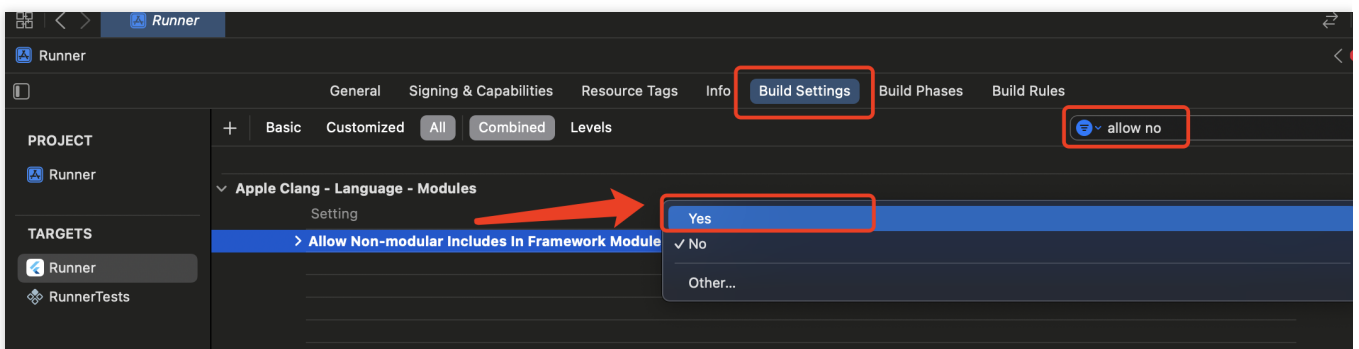 Runner
Runner
General Signing & Capabilities Resource Tags Info Build Settings Build Phases Build Rules
+ Basic Customized All Combined Levels allow no
PROJECT
Runner
Apple Clang - Language - Modules
Setting
Yes
TARGETS
Allow Non-modular Includes In Framework Module
No
Runner
Other...
RunnerTests